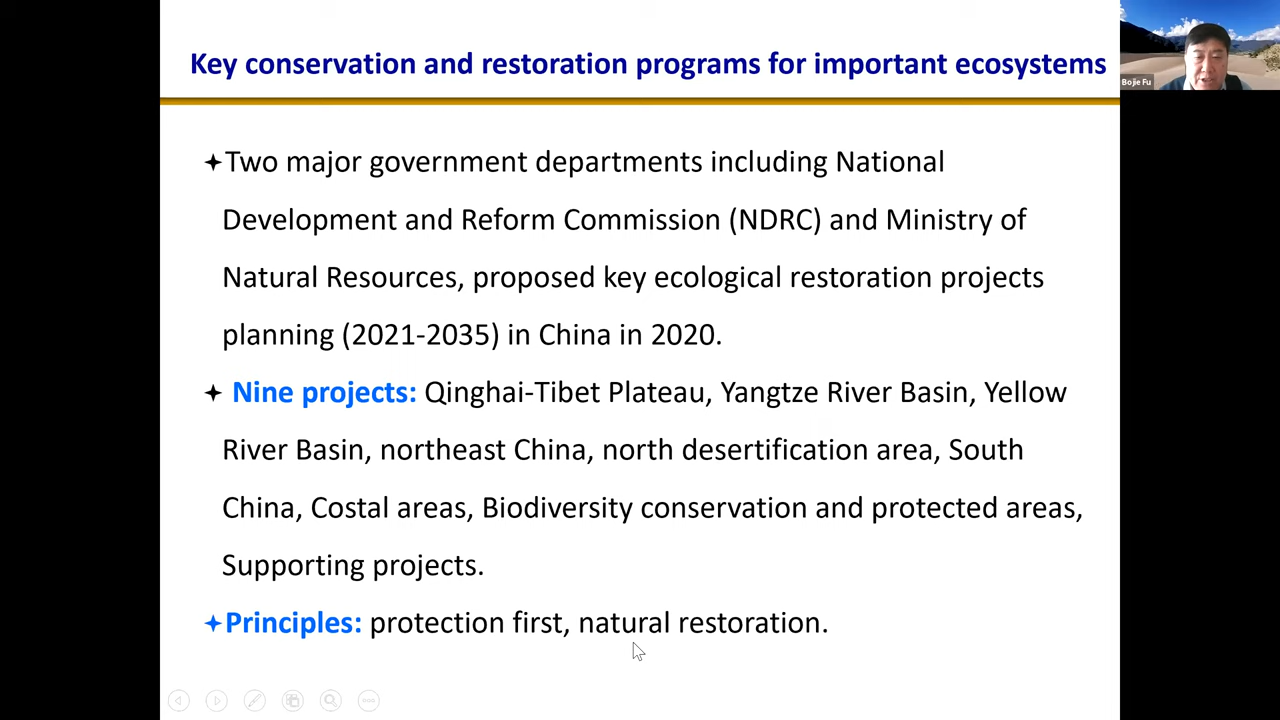 Key conservation and restoration programs for important ecosystems
Bojie Fu
Two major government departments including National
Development and Reform Commission (NDRC) and Ministry of
Natural Resources, proposed key ecological restoration projects
planning (2021-2035) in China in 2020.
Nine projects: Qinghai-Tibet Plateau, Yangtze River Basin, Yellow
River Basin, northeast China, north desertification area, South
China, Costal areas, Biodiversity conservation and protected areas,
Supporting projects.
Principles: protection first, natural restoration.